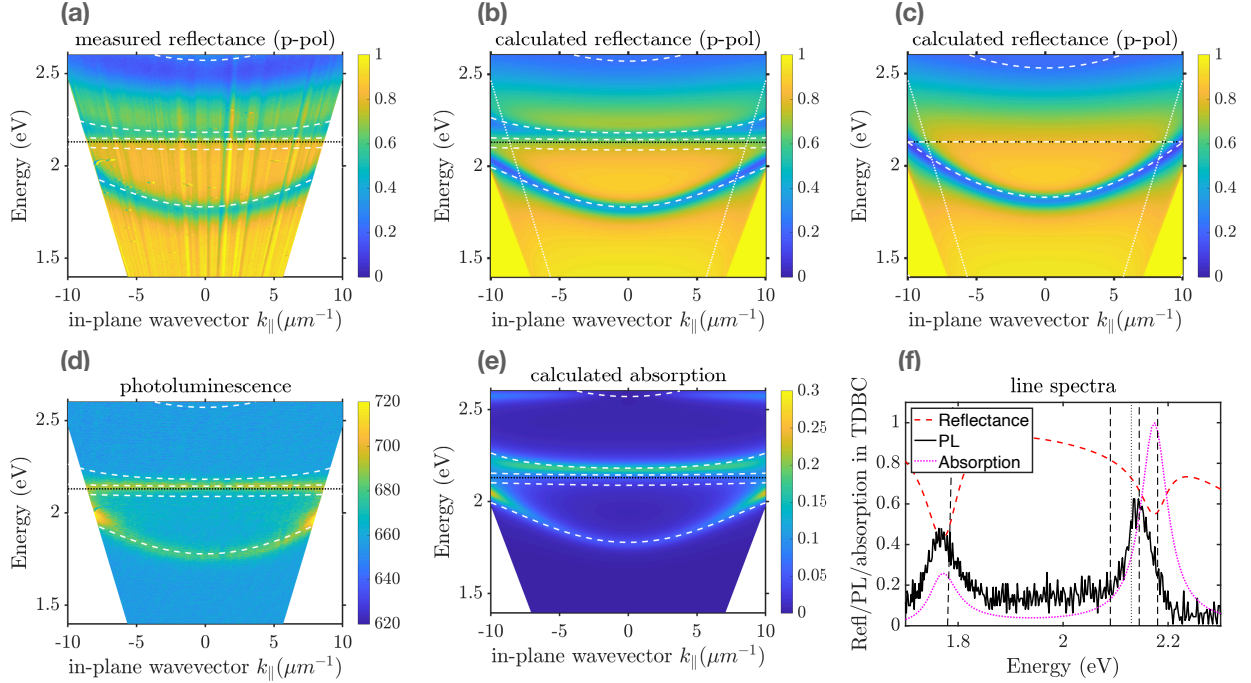 (a)
measured reflectance (p-pol)
2.5
2
1.5
-10
-5
0
5
10
Energy (eV)
in-plane wavevector k∥(μm⁻¹)
1
0.8
0.6
0.4
0.2
0
(b)
calculated reflectance (p-pol)
2.5
2
1.5
-10
-5
0
5
10
Energy (eV)
in-plane wavevector k∥(μm⁻¹)
1
0.8
0.6
0.4
0.2
0
(c)
calculated reflectance (p-pol)
2.5
2
1.5
-10
-5
0
5
10
Energy (eV)
in-plane wavevector k∥(μm⁻¹)
1
0.8
0.6
0.4
0.2
0
(d)
photoluminescence
2.5
2
1.5
-10
-5
0
5
10
Energy (eV)
in-plane wavevector k∥(μm⁻¹)
720
700
680
660
640
620
(e)
calculated absorption
2.5
2
1.5
-10
-5
0
5
10
Energy (eV)
in-plane wavevector k∥(μm⁻¹)
0.3
0.25
0.2
0.15
0.1
0.05
0
(f)
line spectra
Refl/PL/absorption in TDBC
1
0.8
0.6
0.4
0.2
0
Reflectance
PL
Absorption
1.8
2
2.2
Energy (eV)